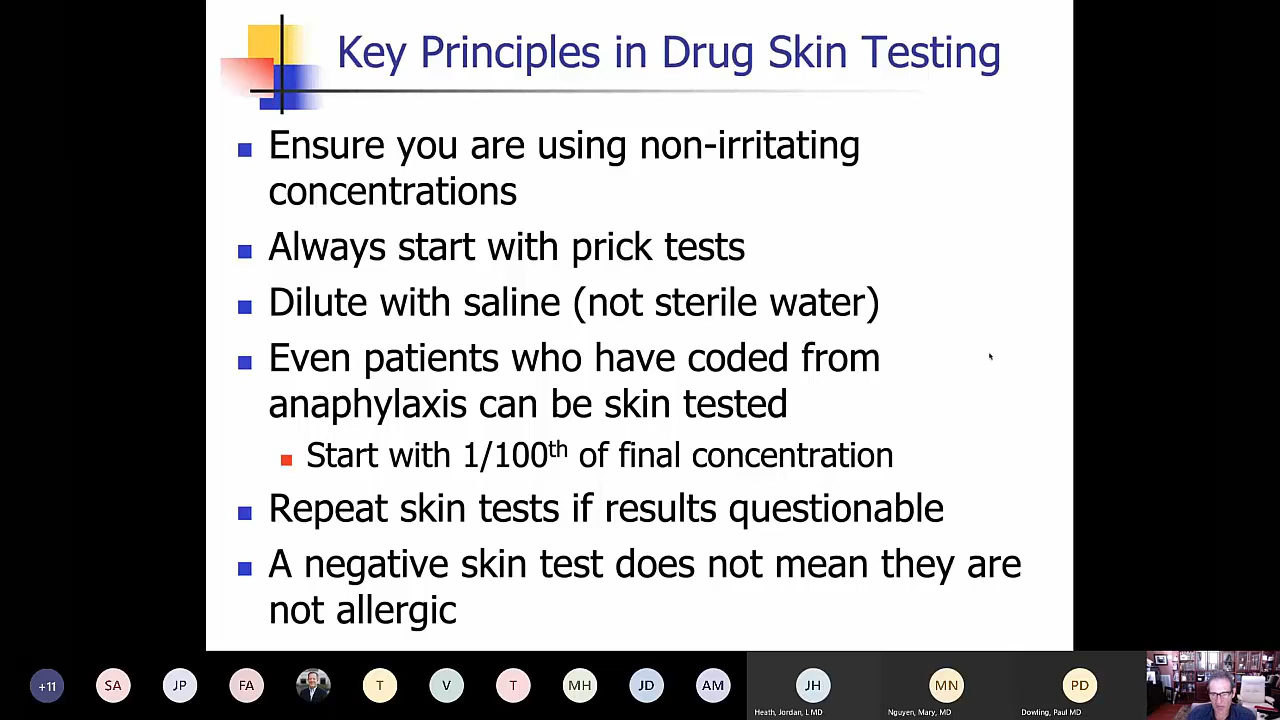 Key Principles in Drug Skin Testing
Ensure you are using non-irritating
concentrations
Always start with prick tests
Dilute with saline (not sterile water)
Even patients who have coded from
anaphylaxis can be skin tested
Start with 1/100th of final concentration
Repeat skin tests if results questionable
A negative skin test does not mean they are
not allergic
+11 SA JP FA T V T MH JD AM JH MN PD
Heath, Jordan, L MD Nguyen, Mary, MD Dowling, Paul MD